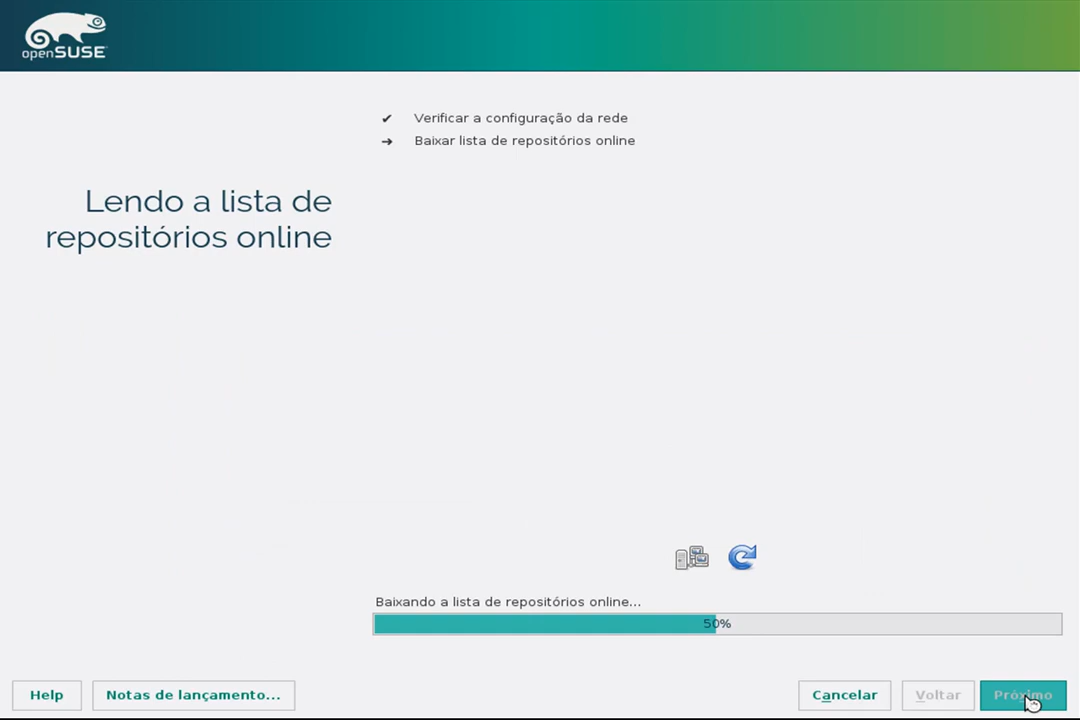 openSUSE
Verificar a configuração da rede
Baixar lista de repositórios online
Lendo a lista de
repositórios online
Baixando a lista de repositórios online...
50%
Help
Notas de lançamento...
Cancelar
Voltar
Próximo